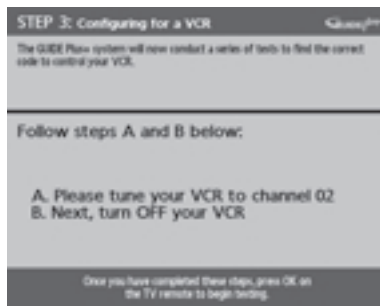 STEP 3: Configuring for a VCR
The GUIDE Plus+ system will now conduct a series of tests to find the correct
code to control your VCR.
Follow steps A and B below:
A. Please tune your VCR to channel 02
B. Next, turn OFF your VCR
Once you have completed these steps, press OK on
the TV remote to begin testing.